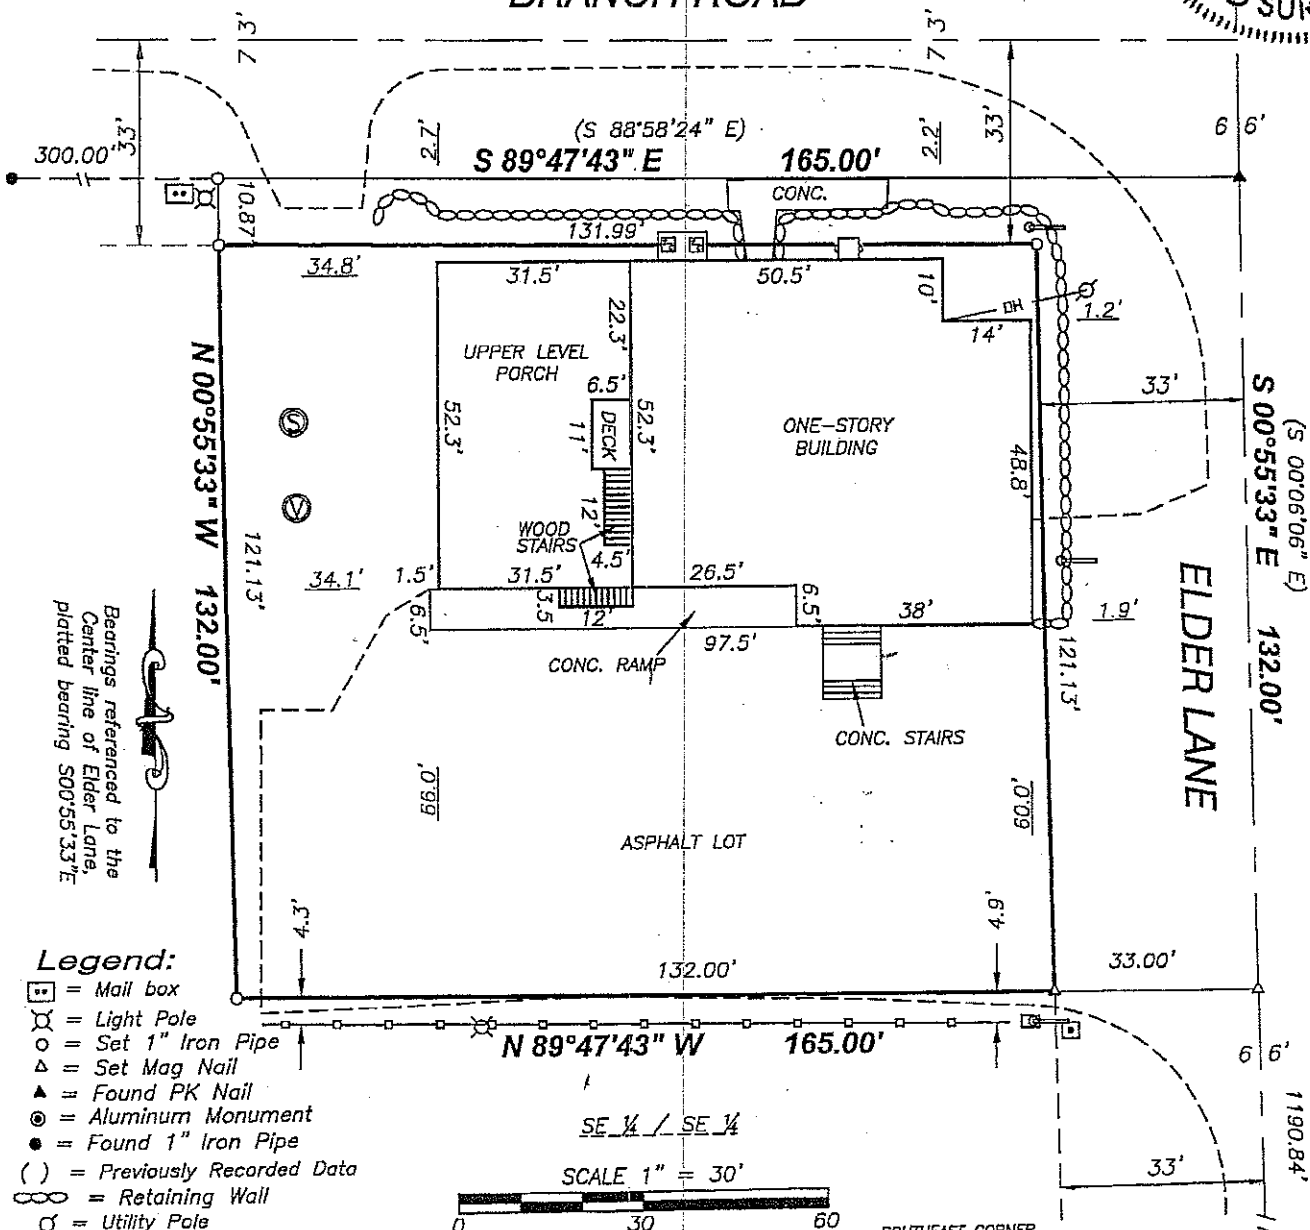 BRANCH ROAD
SUR
7 3'
7 3'
33'
33'
6 6'
300.00'
(S 88°58'24" E)
2.7'
2.2'
S 89°47'43" E 165.00'
CONC.
10.87'
131.99'
34.8'
31.5'
50.5'
10'
OH
1.2'
14'
22.3'
UPPER LEVEL
PORCH
6.5'
DECK
11'
52.3'
52.3'
ONE-STORY
BUILDING
33'
48.8'
N 00°55'33" W 132.00'
S 00°55'33" E 132.00'
(S 00°06'06" E)
S
V
12'
WOOD
STAIRS
4.5'
121.13'
34.1'
1.5'
31.5'
26.5'
6.5'
3.5
12'
6.5'
38'
1.9'
97.5'
CONC. RAMP
121.13'
ELDER LANE
CONC. STAIRS
Bearings referenced to the
Center line of Elder Lane,
platted bearing S00°55'33"E
ASPHALT LOT
4.3'
4.9'
132.00'
33.00'
N 89°47'43" W 165.00'
6 6'
1190.84'
33'
SE ¼ / SE ¼
SCALE 1" = 30'
0 30 60
Legend:
= Mail box
= Light Pole
= Set 1" Iron Pipe
= Set Mag Nail
= Found PK Nail
= Aluminum Monument
= Found 1" Iron Pipe
( ) = Previously Recorded Data
= Retaining Wall
= Utility Pole